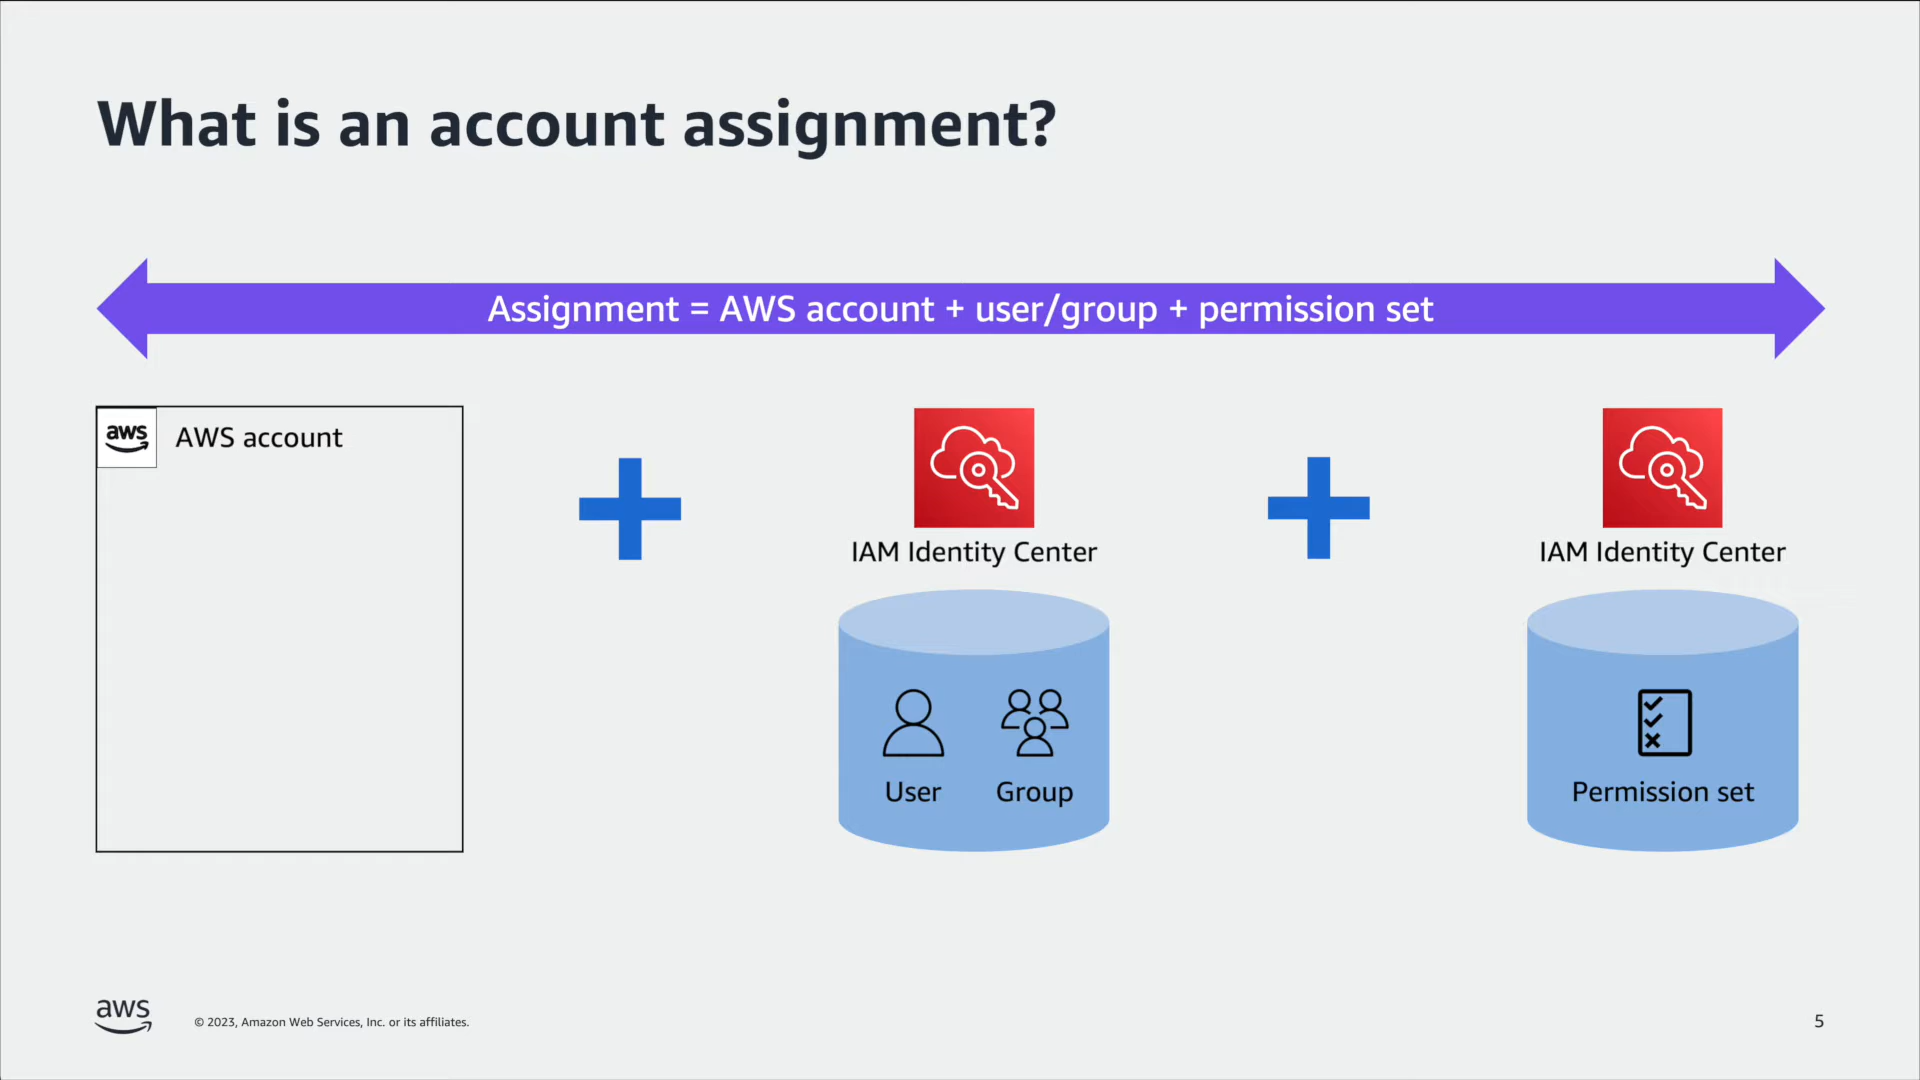 What is an account assignment?
Assignment = AWS account + user/group + permission set
aws
AWS account
IAM Identity Center
User
Group
IAM Identity Center
Permission set
aws
© 2023, Amazon Web Services, Inc. or its affiliates.
5